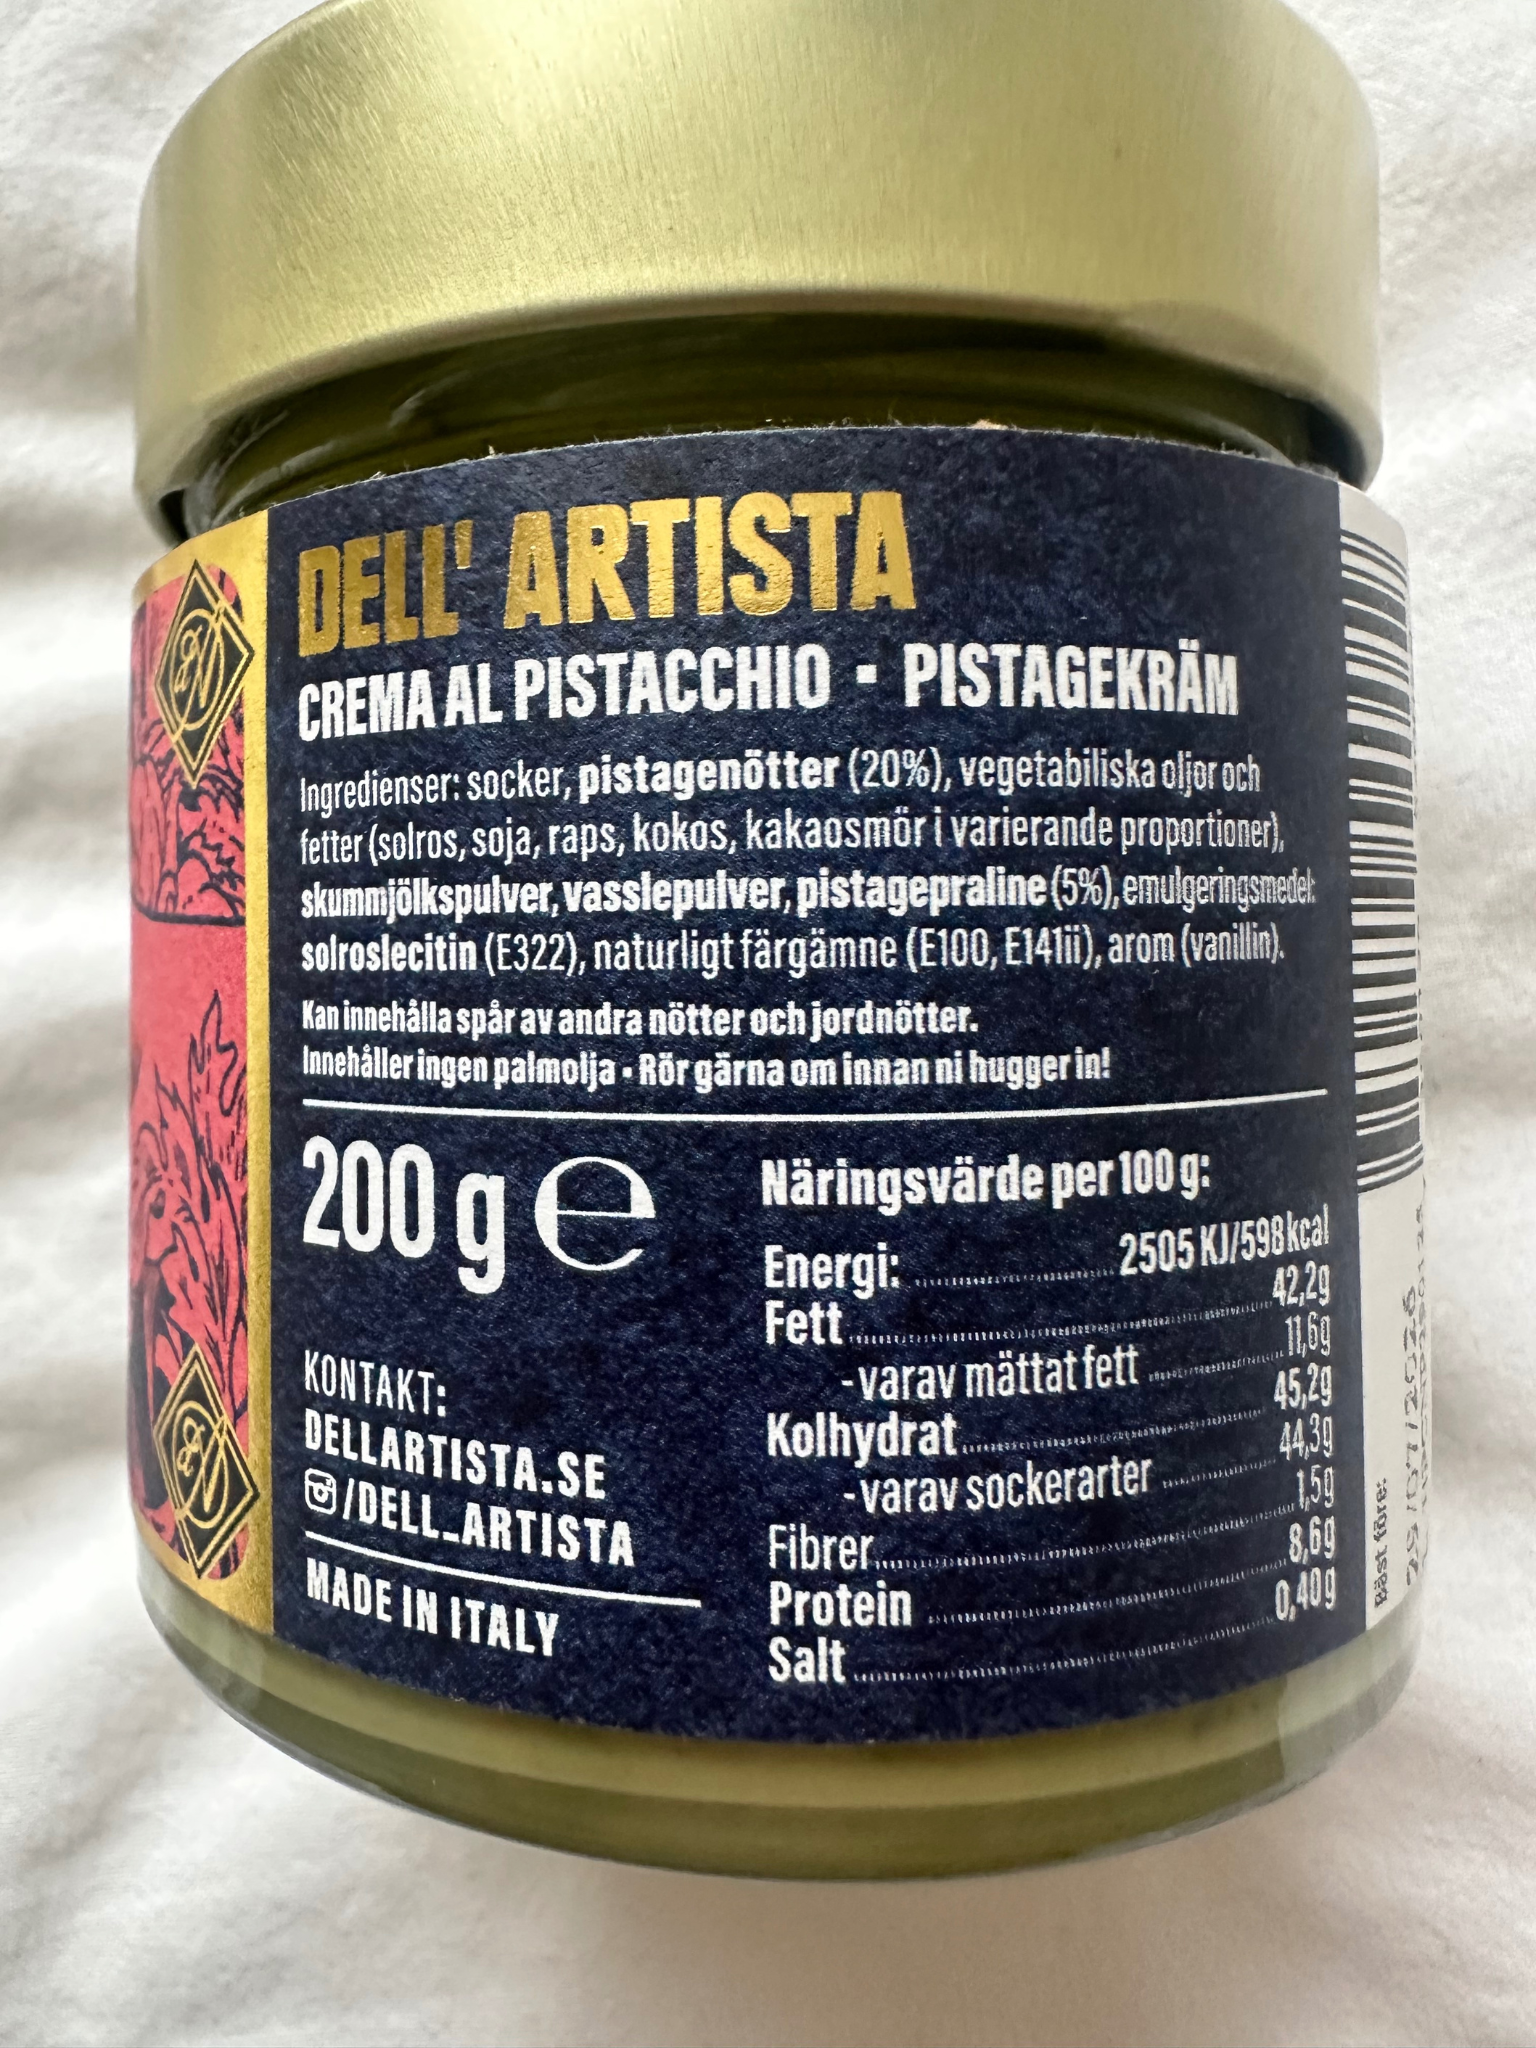 DELL' ARTISTA
CREMA AL PISTACCHIO · PISTAGEKRÄM
Ingredienser: socker, pistagenötter (20%), vegetabiliska oljor och
fetter (solros, soja, raps, kokos, kakaosmör i varierande proportioner),
skummjölkspulver, vasslepulver, pistagepraline (5%), emulgeringsmedel:
solroslecitin (E322), naturligt färgämne (E100, E141ii), arom (vanillin).
Kan innehålla spår av andra nötter och jordnötter.
Innehåller ingen palmolja · Rör gärna om innan ni hugger in!
200 g ℮
KONTAKT:
DELLARTISTA.SE
/DELL_ARTISTA
MADE IN ITALY
Näringsvärde per 100 g:
Energi: 2505 KJ/598 kcal
Fett 42,2g
-varav mättat fett 11,6g
Kolhydrat 45,2g
-varav sockerarter 44,3g
Fibrer 1,5g
Protein 8,6g
Salt 0,40g
Bäst före:
29/07/2026